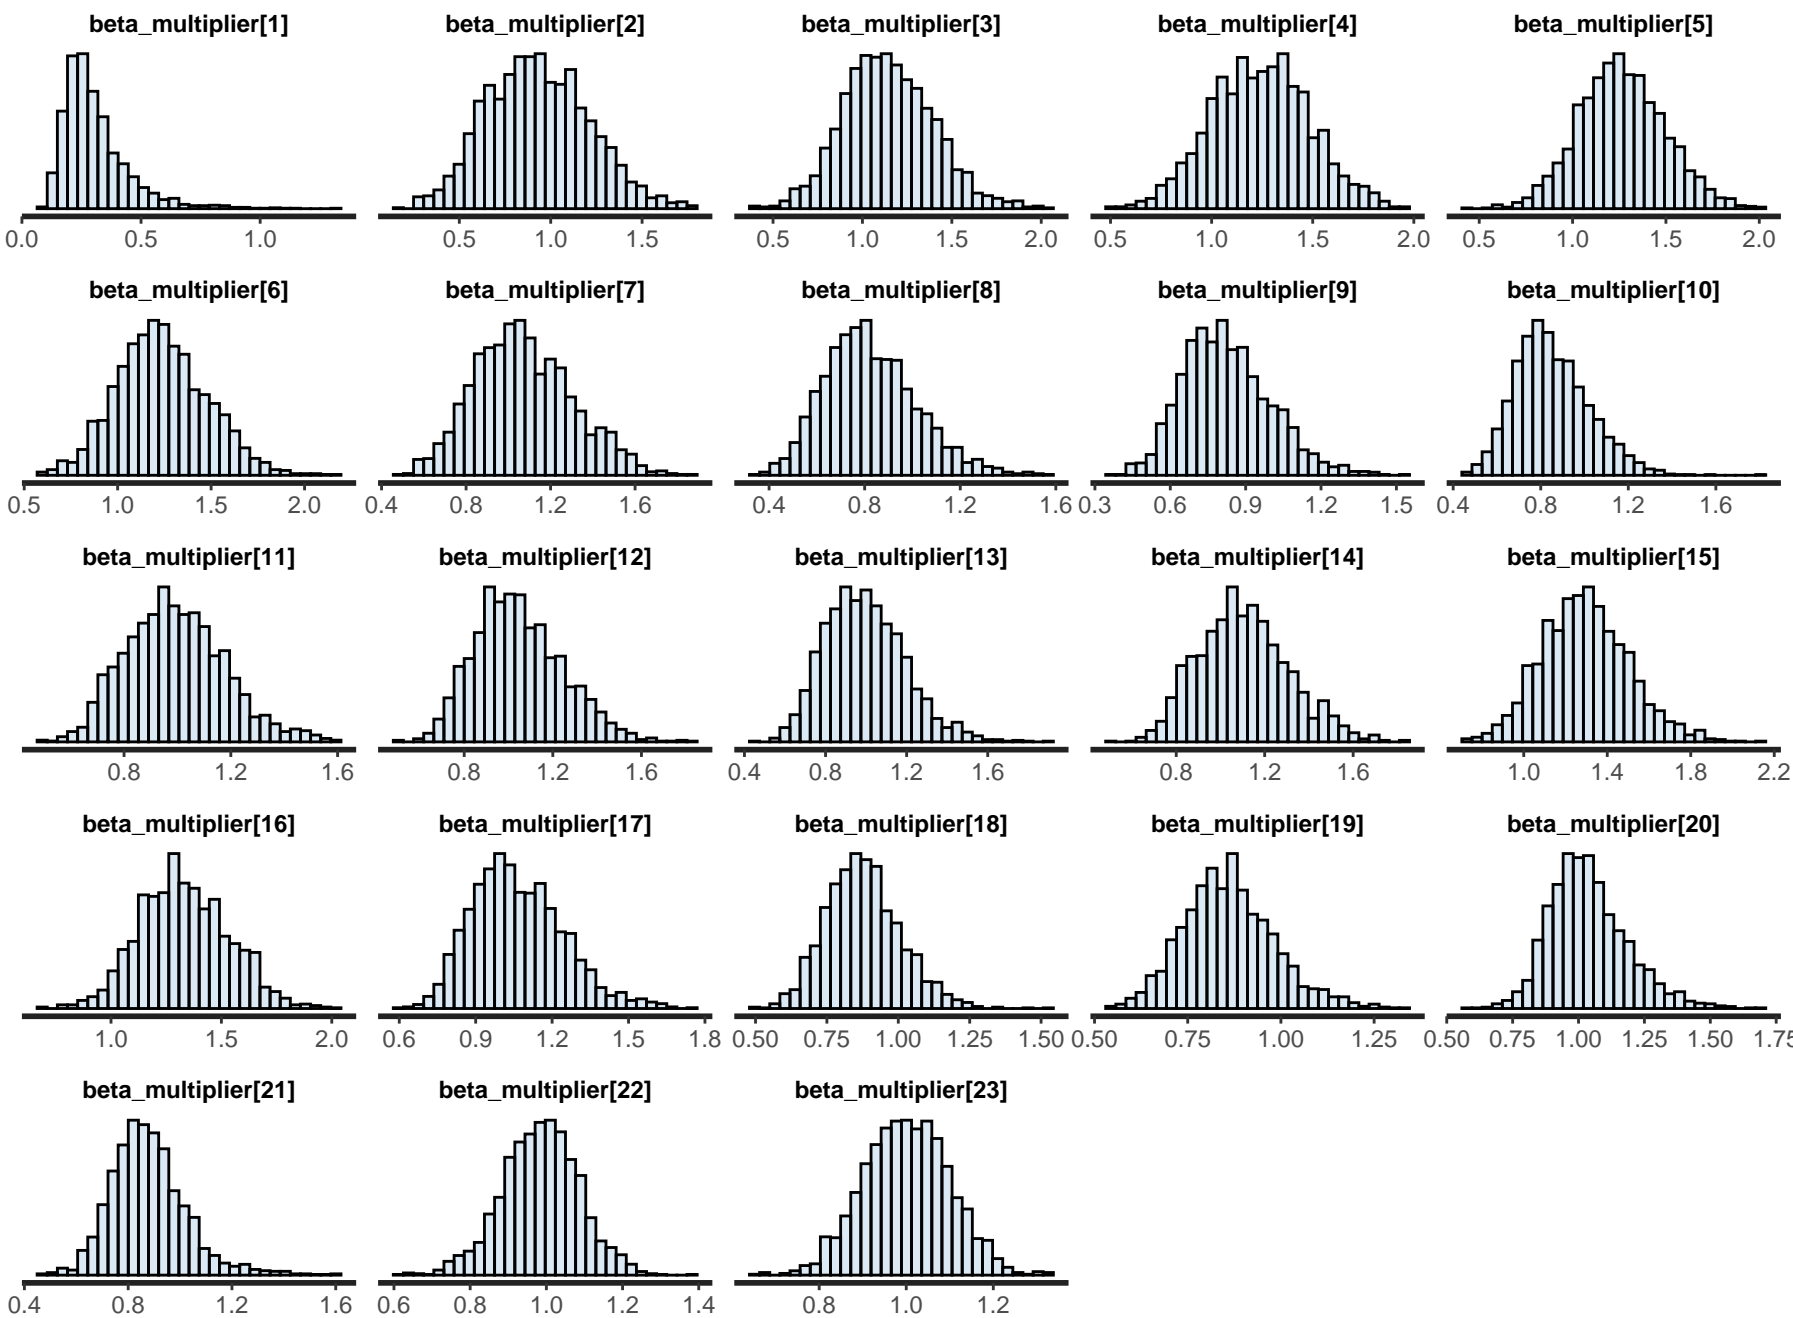 beta_multiplier[1] beta_multiplier[2] beta_multiplier[3] beta_multiplier[4] beta_multiplier[5]
0.0 0.5 1.0 0.5 1.0 1.5 0.5 1.0 1.5 2.0 0.5 1.0 1.5 2.0 0.5 1.0 1.5 2.0
beta_multiplier[6] beta_multiplier[7] beta_multiplier[8] beta_multiplier[9] beta_multiplier[10]
0.5 1.0 1.5 2.0 0.4 0.8 1.2 1.6 0.4 0.8 1.2 1.6 0.3 0.6 0.9 1.2 1.5 0.4 0.8 1.2 1.6
beta_multiplier[11] beta_multiplier[12] beta_multiplier[13] beta_multiplier[14] beta_multiplier[15]
0.8 1.2 1.6 0.8 1.2 1.6 0.4 0.8 1.2 1.6 0.8 1.2 1.6 1.0 1.4 1.8 2.2
beta_multiplier[16] beta_multiplier[17] beta_multiplier[18] beta_multiplier[19] beta_multiplier[20]
1.0 1.5 2.0 0.6 0.9 1.2 1.5 1.8 0.50 0.75 1.00 1.25 1.50 0.50 0.75 1.00 1.25 0.50 0.75 1.00 1.25 1.50 1.75
beta_multiplier[21] beta_multiplier[22] beta_multiplier[23]
0.4 0.8 1.2 1.6 0.6 0.8 1.0 1.2 1.4 0.8 1.0 1.2